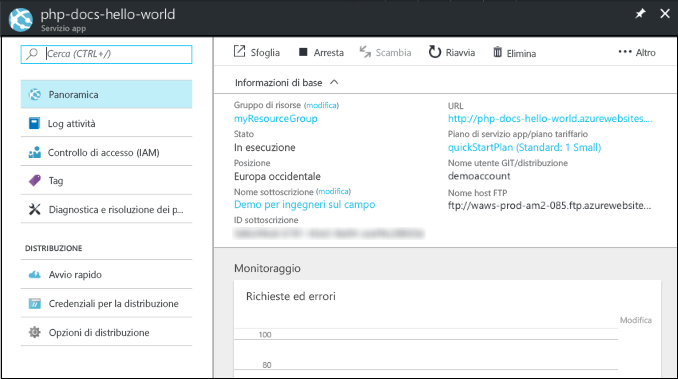 php-docs-hello-world
Servizio app
Cerca (CTRL+/)
Panoramica
Log attività
Controllo di accesso (IAM)
Tag
Diagnostica e risoluzione dei p...
DISTRIBUZIONE
Avvio rapido
Credenziali per la distribuzione
Opzioni di distribuzione
Sfoglia
Arresta
Scambia
Riavvia
Elimina
••• Altro
Informazioni di base
Gruppo di risorse (modifica)
myResourceGroup
Stato
In esecuzione
Posizione
Europa occidentale
Nome sottoscrizione (modifica)
Demo per ingegneri sul campo
ID sottoscrizione
URL
http://php-docs-hello-world.azurewebsites....
Piano di servizio app/piano tariffario
quickStartPlan (Standard: 1 Small)
Nome utente GIT/distribuzione
demoaccount
Nome host FTP
ftp://waws-prod-am2-085.ftp.azurewebsite...
Monitoraggio
Richieste ed errori
Modifica
100
80